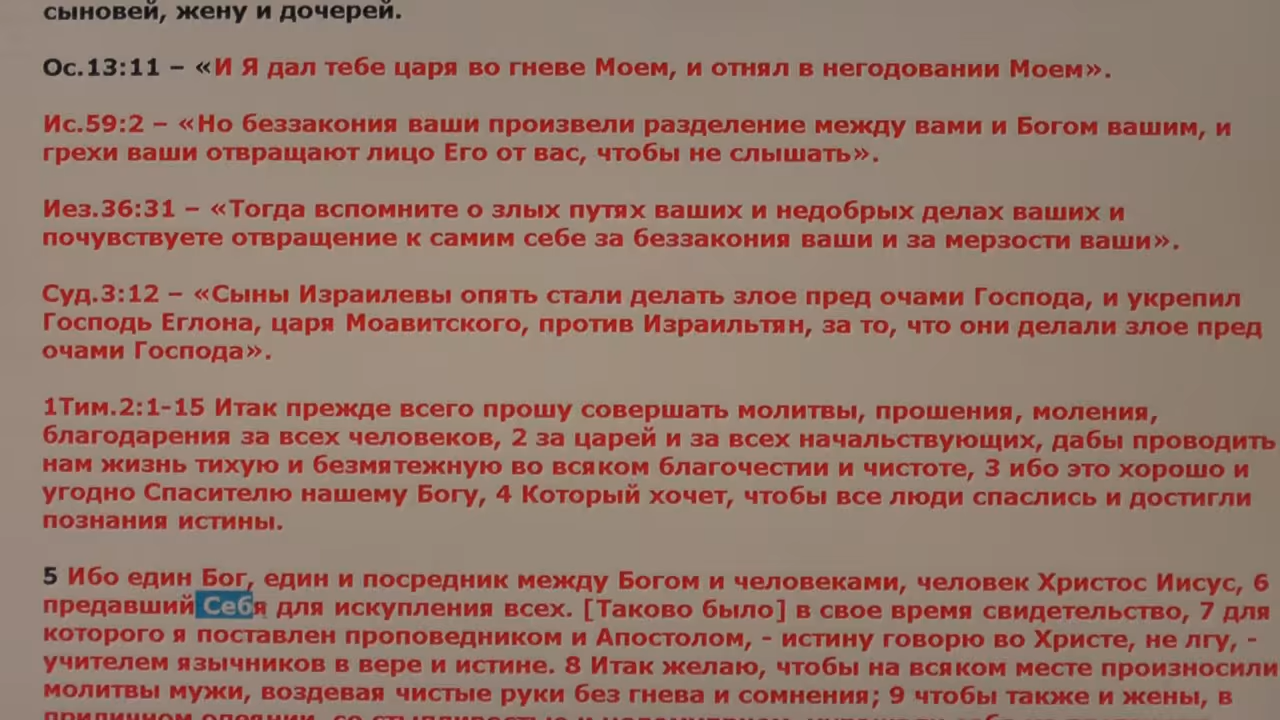 сыновей, жену и дочерей.
Ос.13:11 – «И Я дал тебе царя во гневе Моем, и отнял в негодовании Моем».
Ис.59:2 – «Но беззакония ваши произвели разделение между вами и Богом вашим, и
грехи ваши отвращают лицо Его от вас, чтобы не слышать».
Иез.36:31 – «Тогда вспомните о злых путях ваших и недобрых делах ваших и
почувствуете отвращение к самим себе за беззакония ваши и за мерзости ваши».
Суд.3:12 – «Сыны Израилевы опять стали делать злое пред очами Господа, и укрепил
Господь Еглона, царя Моавитского, против Израильтян, за то, что они делали злое пред
очами Господа».
1Тим.2:1-15 Итак прежде всего прошу совершать молитвы, прошения, моления,
благодарения за всех человеков, 2 за царей и за всех начальствующих, дабы проводить
нам жизнь тихую и безмятежную во всяком благочестии и чистоте, 3 ибо это хорошо и
угодно Спасителю нашему Богу, 4 Который хочет, чтобы все люди спаслись и достигли
познания истины.
5 Ибо един Бог, един и посредник между Богом и человеками, человек Христос Иисус, 6
предавший Себя для искупления всех. [Таково было] в свое время свидетельство, 7 для
которого я поставлен проповедником и Апостолом, - истину говорю во Христе, не лгу, -
учителем язычников в вере и истине. 8 Итак желаю, чтобы на всяком месте произносили
молитвы мужи, воздевая чистые руки без гнева и сомнения; 9 чтобы также и жены, в